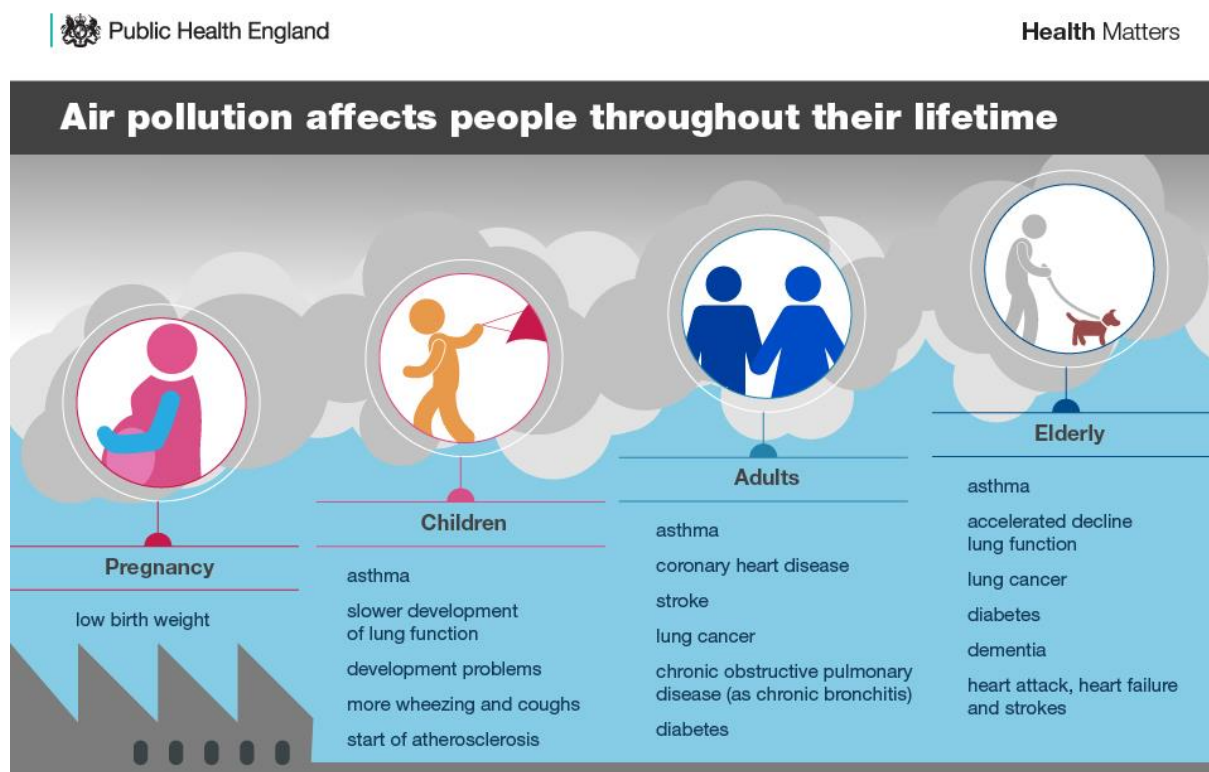 Public Health England
Health Matters
Air pollution affects people throughout their lifetime
Pregnancy
low birth weight
Children
asthma
slower development
of lung function
development problems
more wheezing and coughs
start of atherosclerosis
Adults
asthma
coronary heart disease
stroke
lung cancer
chronic obstructive pulmonary
disease (as chronic bronchitis)
diabetes
Elderly
asthma
accelerated decline
lung function
lung cancer
diabetes
dementia
heart attack, heart failure
and strokes